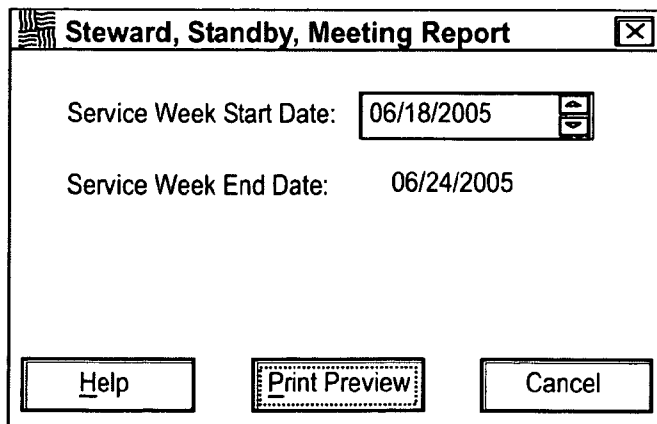 Steward, Standby, Meeting Report
Service Week Start Date: 06/18/2005
Service Week End Date: 06/24/2005
Help Print Preview Cancel